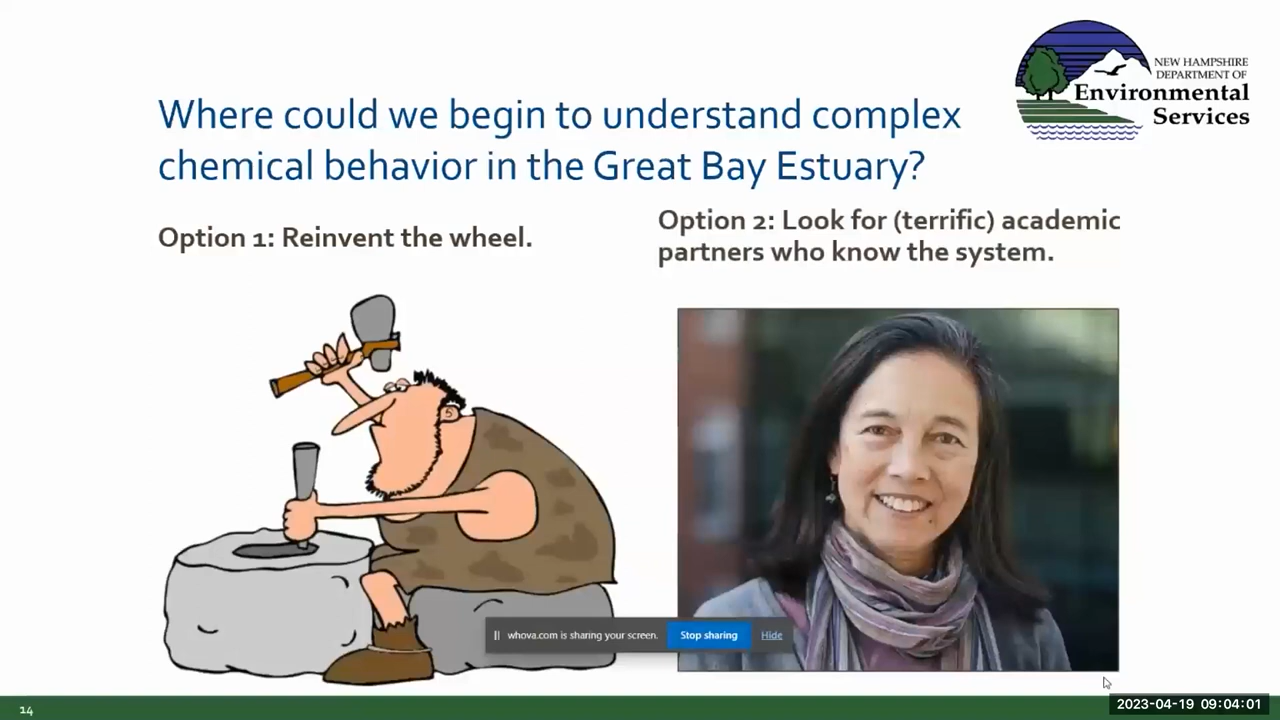 NEW HAMPSHIRE
DEPARTMENT OF
Environmental
Services
Where could we begin to understand complex
chemical behavior in the Great Bay Estuary?
Option 1: Reinvent the wheel.
Option 2: Look for (terrific) academic
partners who know the system.
whova.com is sharing your screen.
Stop sharing
Hide
14
2023-04-19 09:04:01